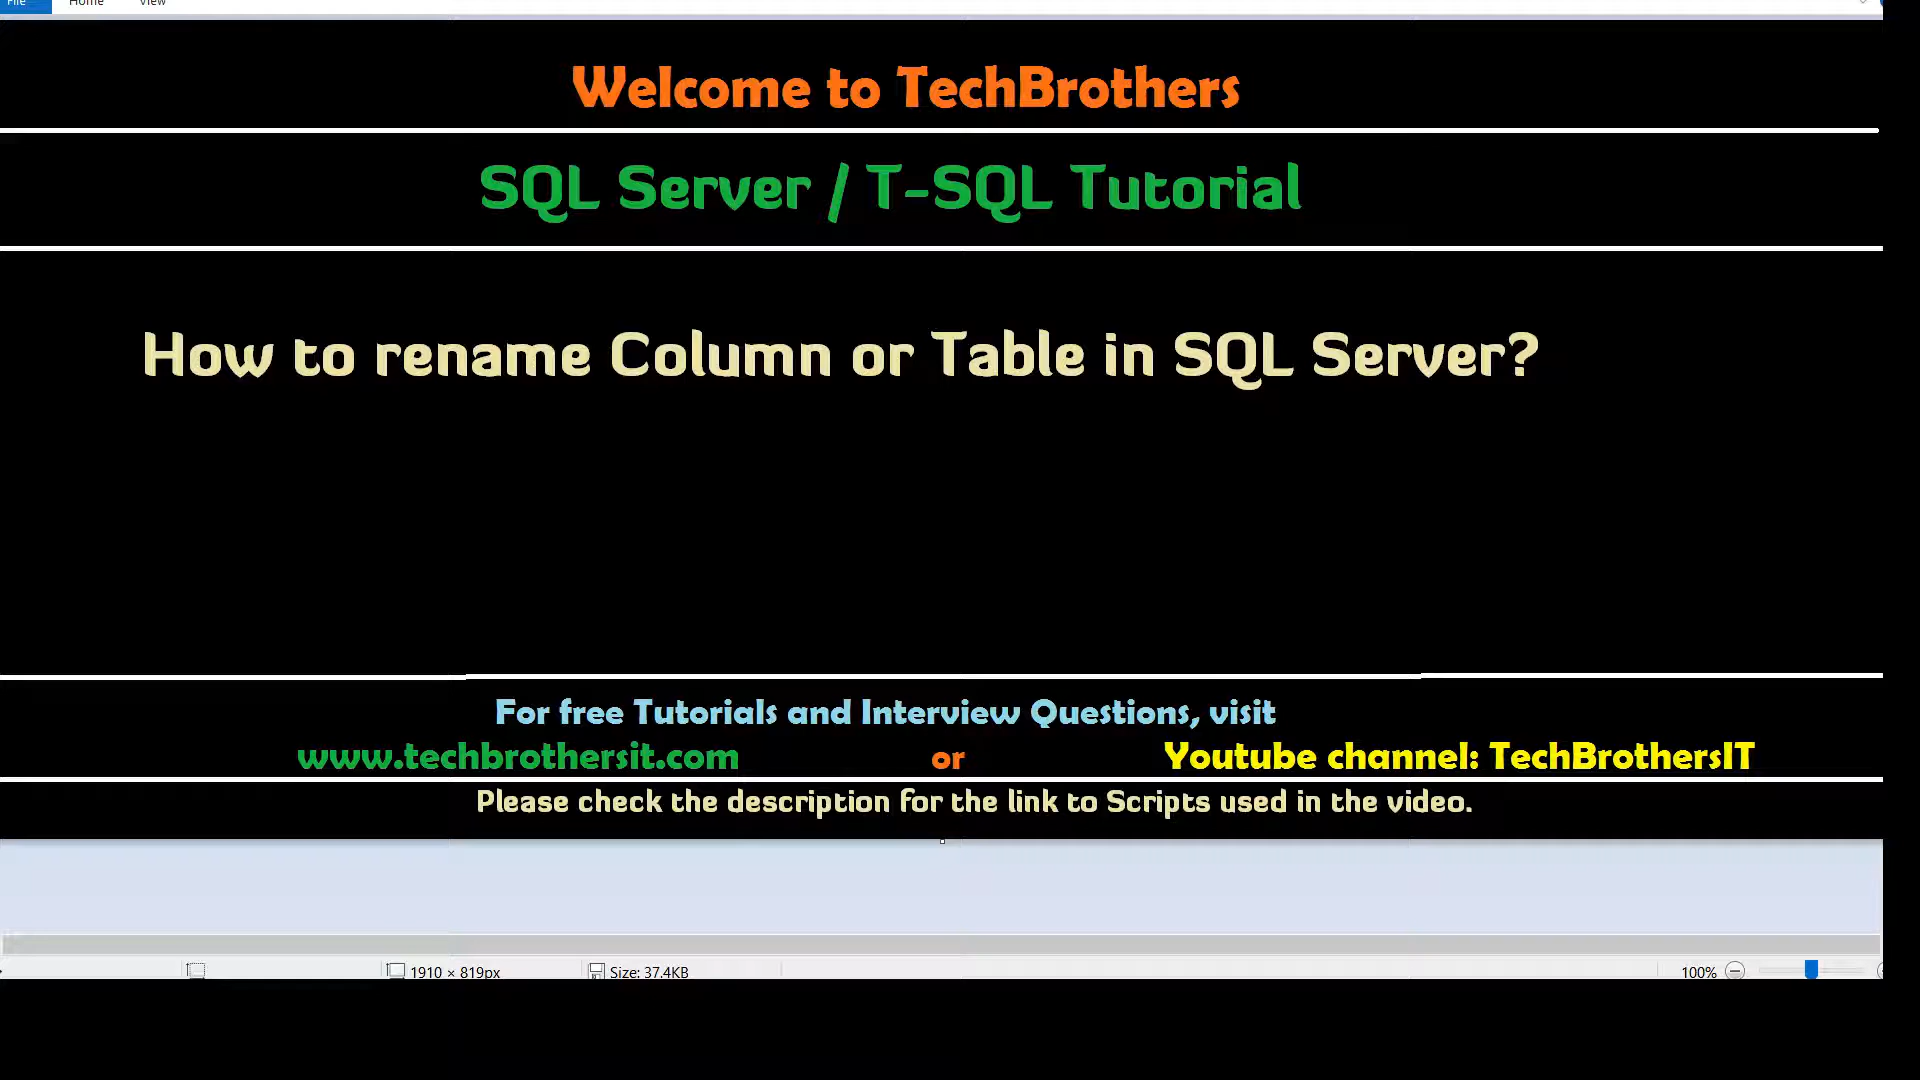 File Home View
Welcome to TechBrothers
SQL Server / T-SQL Tutorial
How to rename Column or Table in SQL Server?
For free Tutorials and Interview Questions, visit
www.techbrothersit.com or Youtube channel: TechBrothersIT
Please check the description for the link to Scripts used in the video.
1910 × 819px Size: 37.4KB 100%